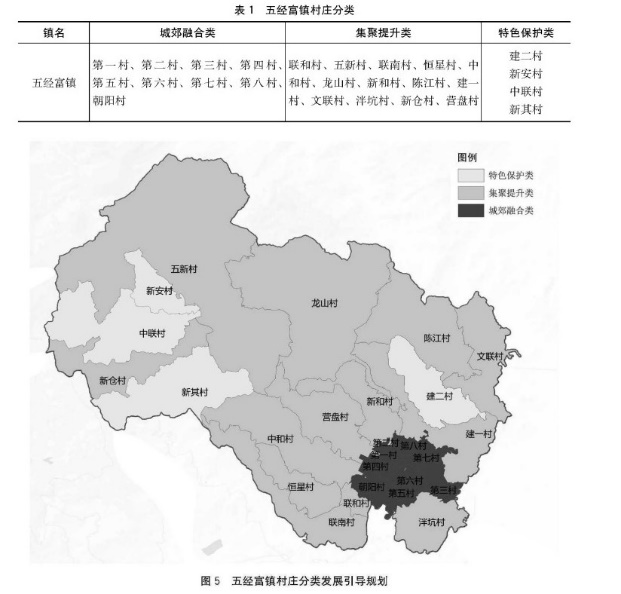 表 1　五经富镇村庄分类
镇名　城郊融合类　集聚提升类　特色保护类
五经富镇
第一村、第二村、第三村、第四村、
第五村、第六村、第七村、第八村、
朝阳村
联和村、五新村、联南村、恒星村、中
和村、龙山村、新和村、陈江村、建一
村、文联村、泮坑村、新仓村、营盘村
建二村
新安村
中联村
新其村
图例
特色保护类
集聚提升类
城郊融合类
五新村
新安村
龙山村
中联村
陈江村
文联村
新仓村
新其村
建二村
新和村
营盘村
建一村
中和村
第八村
第七村
第四村
第六村
恒星村
朝阳村
第五村
第三村
联和村
联南村
泮坑村
图 5　五经富镇村庄分类发展引导规划